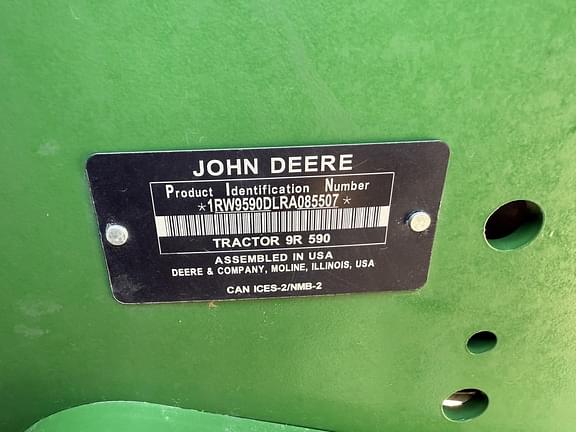 JOHN DEERE
Product Identification Number
*1RW9590DLRA085507*
TRACTOR 9R 590
ASSEMBLED IN USA
DEERE & COMPANY, MOLINE, ILLINOIS, USA
CAN ICES-2/NMB-2